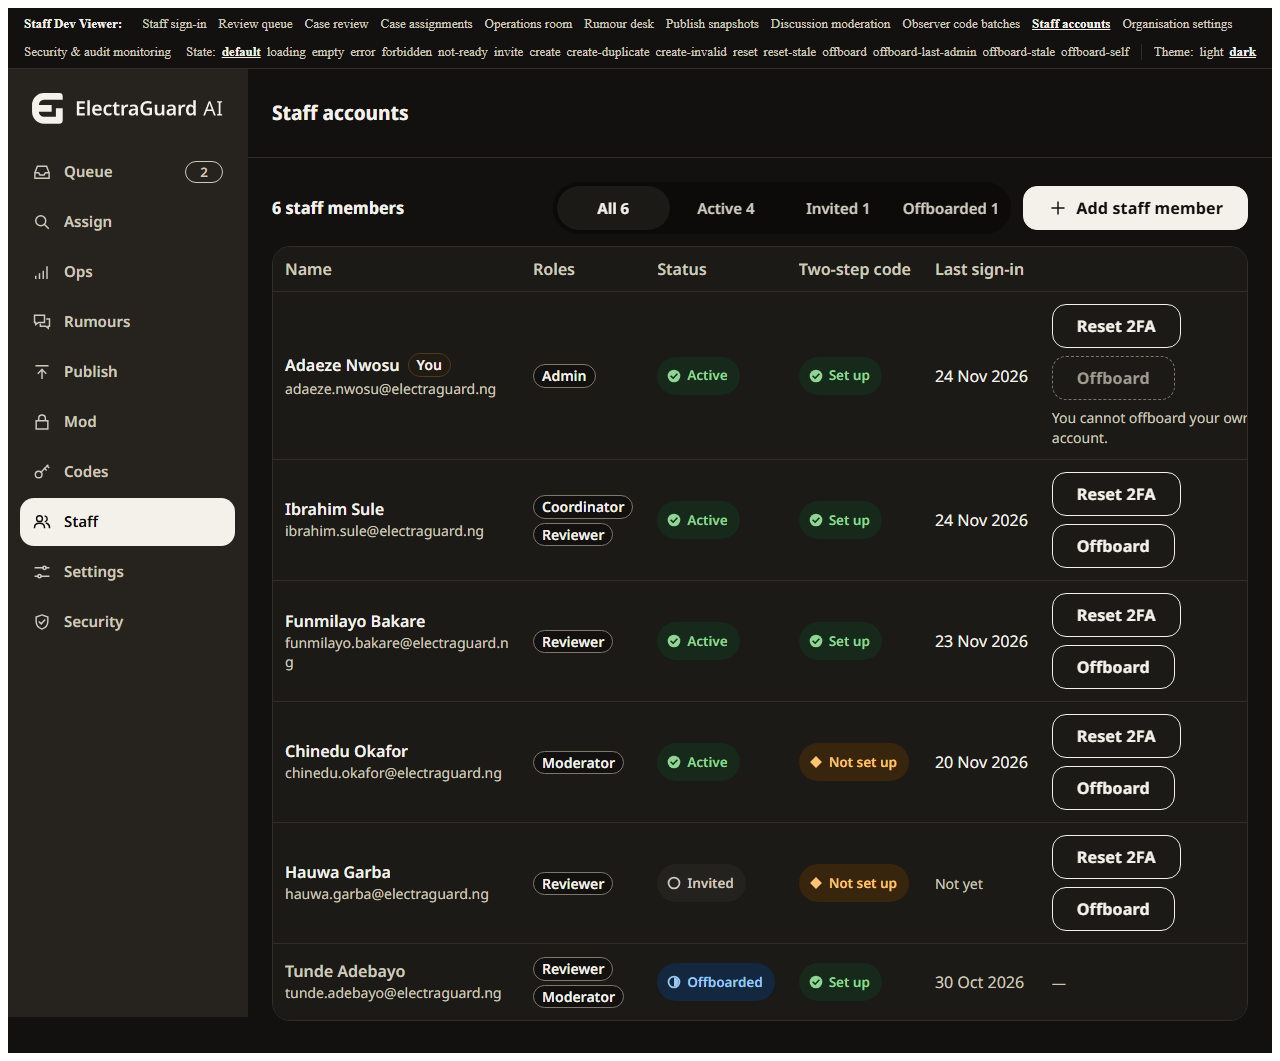 Staff Dev Viewer: Staff sign-in Review queue Case review Case assignments Operations room Rumour desk Publish snapshots Discussion moderation Observer code batches Staff accounts Organisation settings
Security & audit monitoring State: default loading empty error forbidden not-ready invite create create-duplicate create-invalid reset reset-stale offboard offboard-last-admin offboard-stale offboard-self Theme: light dark
ElectraGuard AI
Queue 2
Assign
Ops
Rumours
Publish
Mod
Codes
Staff
Settings
Security
Staff accounts
6 staff members All 6 Active 4 Invited 1 Offboarded 1 + Add staff member
Name Roles Status Two-step code Last sign-in
Adaeze Nwosu You
adaeze.nwosu@electraguard.ng
Admin Active Set up 24 Nov 2026
Reset 2FA
Offboard
You cannot offboard your own
account.
Ibrahim Sule
ibrahim.sule@electraguard.ng
Coordinator
Reviewer
Active Set up 24 Nov 2026
Reset 2FA
Offboard
Funmilayo Bakare
funmilayo.bakare@electraguard.n
g
Reviewer Active Set up 23 Nov 2026
Reset 2FA
Offboard
Chinedu Okafor
chinedu.okafor@electraguard.ng
Moderator Active Not set up 20 Nov 2026
Reset 2FA
Offboard
Hauwa Garba
hauwa.garba@electraguard.ng
Reviewer Invited Not set up Not yet
Reset 2FA
Offboard
Tunde Adebayo
tunde.adebayo@electraguard.ng
Reviewer
Moderator
Offboarded Set up 30 Oct 2026 —